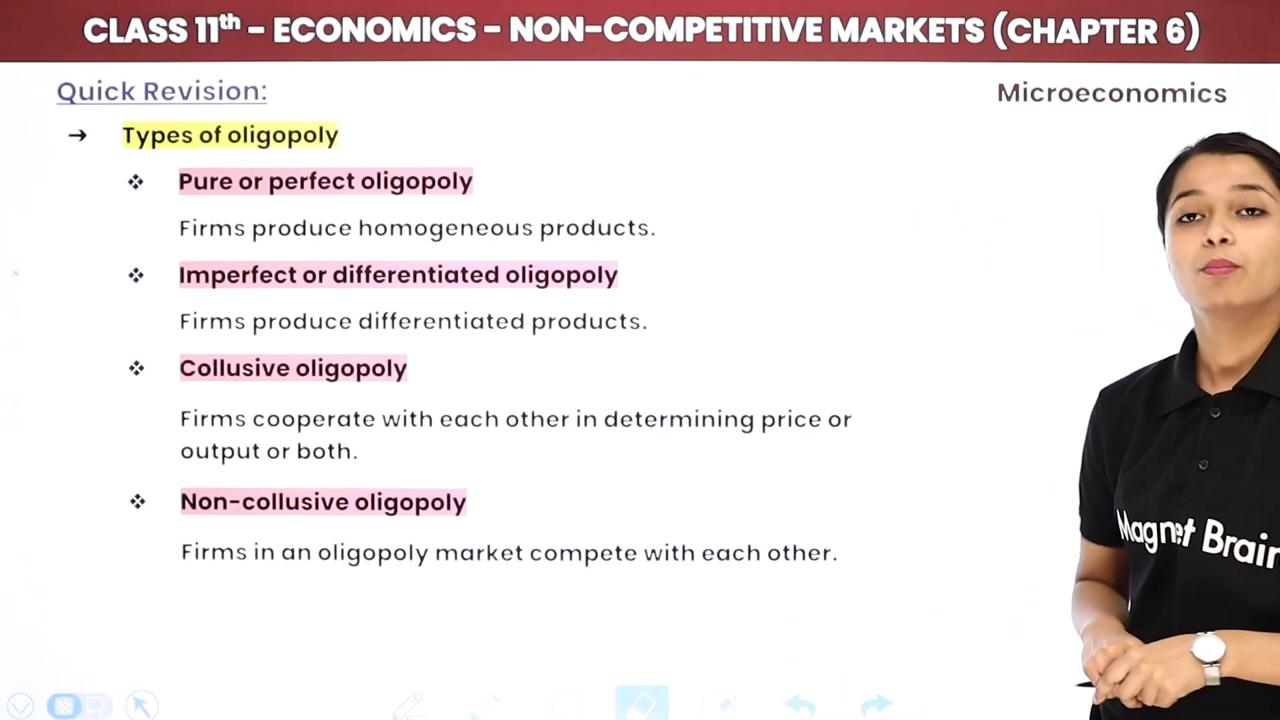 CLASS 11th - ECONOMICS - NON-COMPETITIVE MARKETS (CHAPTER 6)
Quick Revision:
Microeconomics
→ Types of oligopoly
❖ Pure or perfect oligopoly
Firms produce homogeneous products.
❖ Imperfect or differentiated oligopoly
Firms produce differentiated products.
❖ Collusive oligopoly
Firms cooperate with each other in determining price or
output or both.
❖ Non-collusive oligopoly
Firms in an oligopoly market compete with each other.
Magnet Brain